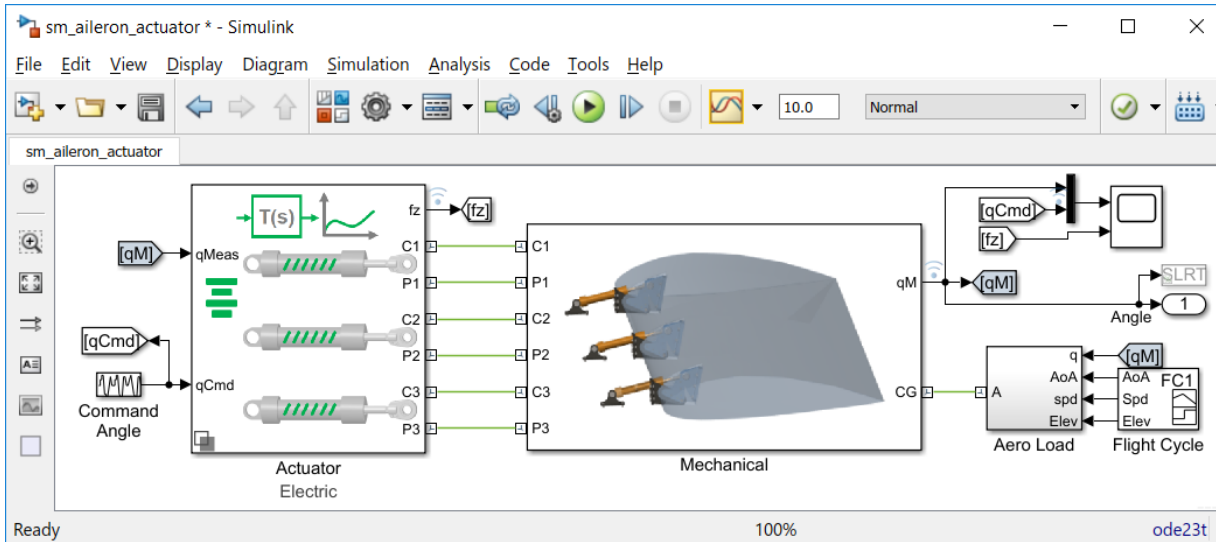 sm_aileron_actuator * - Simulink
File Edit View Display Diagram Simulation Analysis Code Tools Help
10.0 Normal
sm_aileron_actuator
T(s)
fz [fz]
[qM] qMeas
C1 C1
P1 P1
C2 C2
P2 P2
C3 C3
P3 P3
[qCmd]
qCmd
Command
Angle
Actuator
Electric
Mechanical
qM
CG
[qCmd]
[fz]
[qM]
SLRT
Angle
1
A
q
AoA
spd
Elev
[qM]
AoA FC1
Spd
Elev
Aero Load Flight Cycle
Ready 100% ode23t